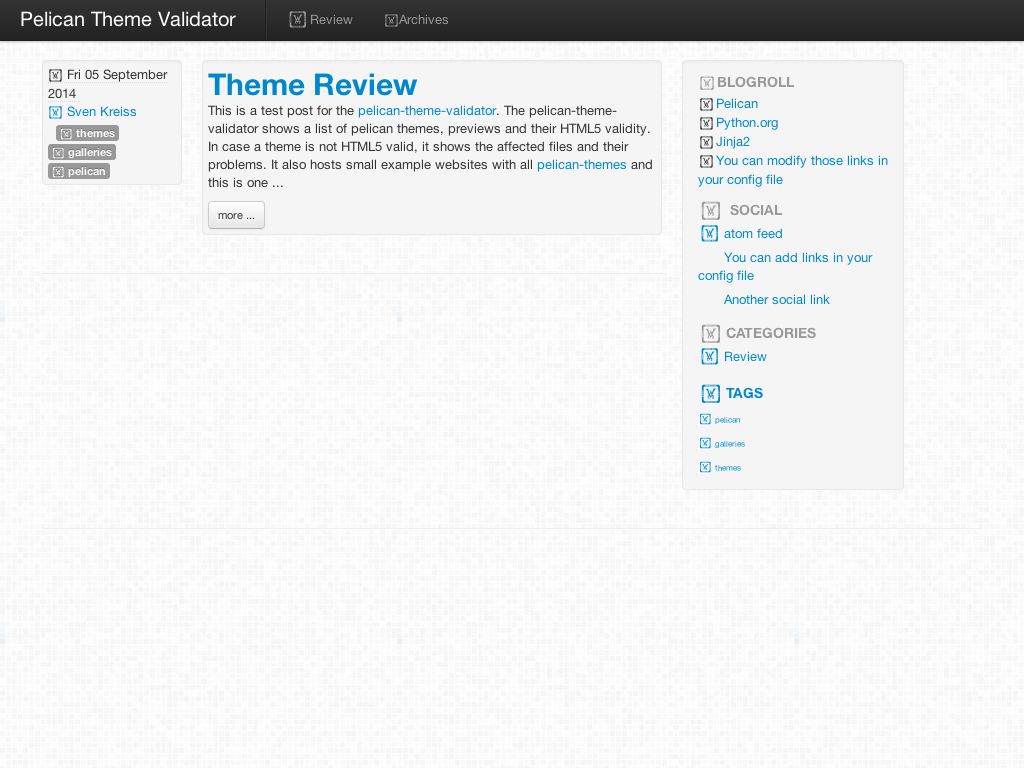 Pelican Theme Validator
Review
Archives
Fri 05 September
2014
Sven Kreiss
themes
galleries
pelican
Theme Review
This is a test post for the pelican-theme-validator. The pelican-theme-
validator shows a list of pelican themes, previews and their HTML5 validity.
In case a theme is not HTML5 valid, it shows the affected files and their
problems. It also hosts small example websites with all pelican-themes and
this is one ...
more ...
BLOGROLL
Pelican
Python.org
Jinja2
You can modify those links in
your config file
SOCIAL
atom feed
You can add links in your
config file
Another social link
CATEGORIES
Review
TAGS
pelican
galleries
themes